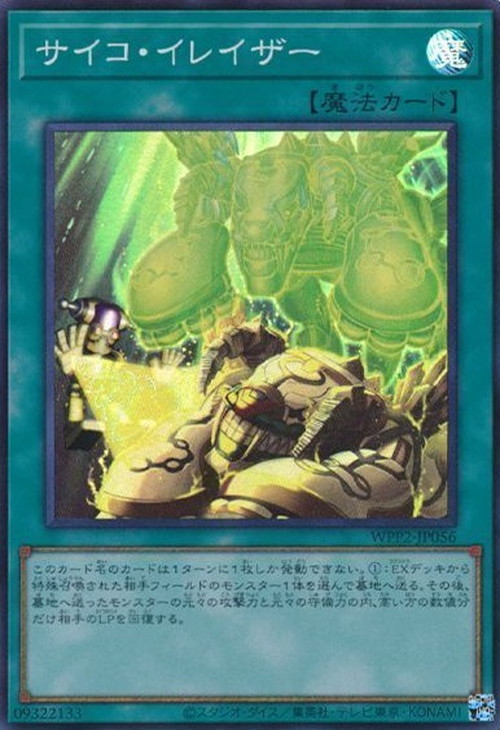 サイコ・イレイザー
魔
【魔法カード】
WPP2-JP056
このカード名のカードは1ターンに1枚しか発動できない。①：EXデッキから
特殊召喚された相手フィールドのモンスター1体を選んで墓地へ送る。その後、
墓地へ送ったモンスターの元々の攻撃力と元々の守備力の内、高い方の数値分
だけ相手のLPを回復する。
09322133
©スタジオ・ダイス／集英社・テレビ東京・KONAMI